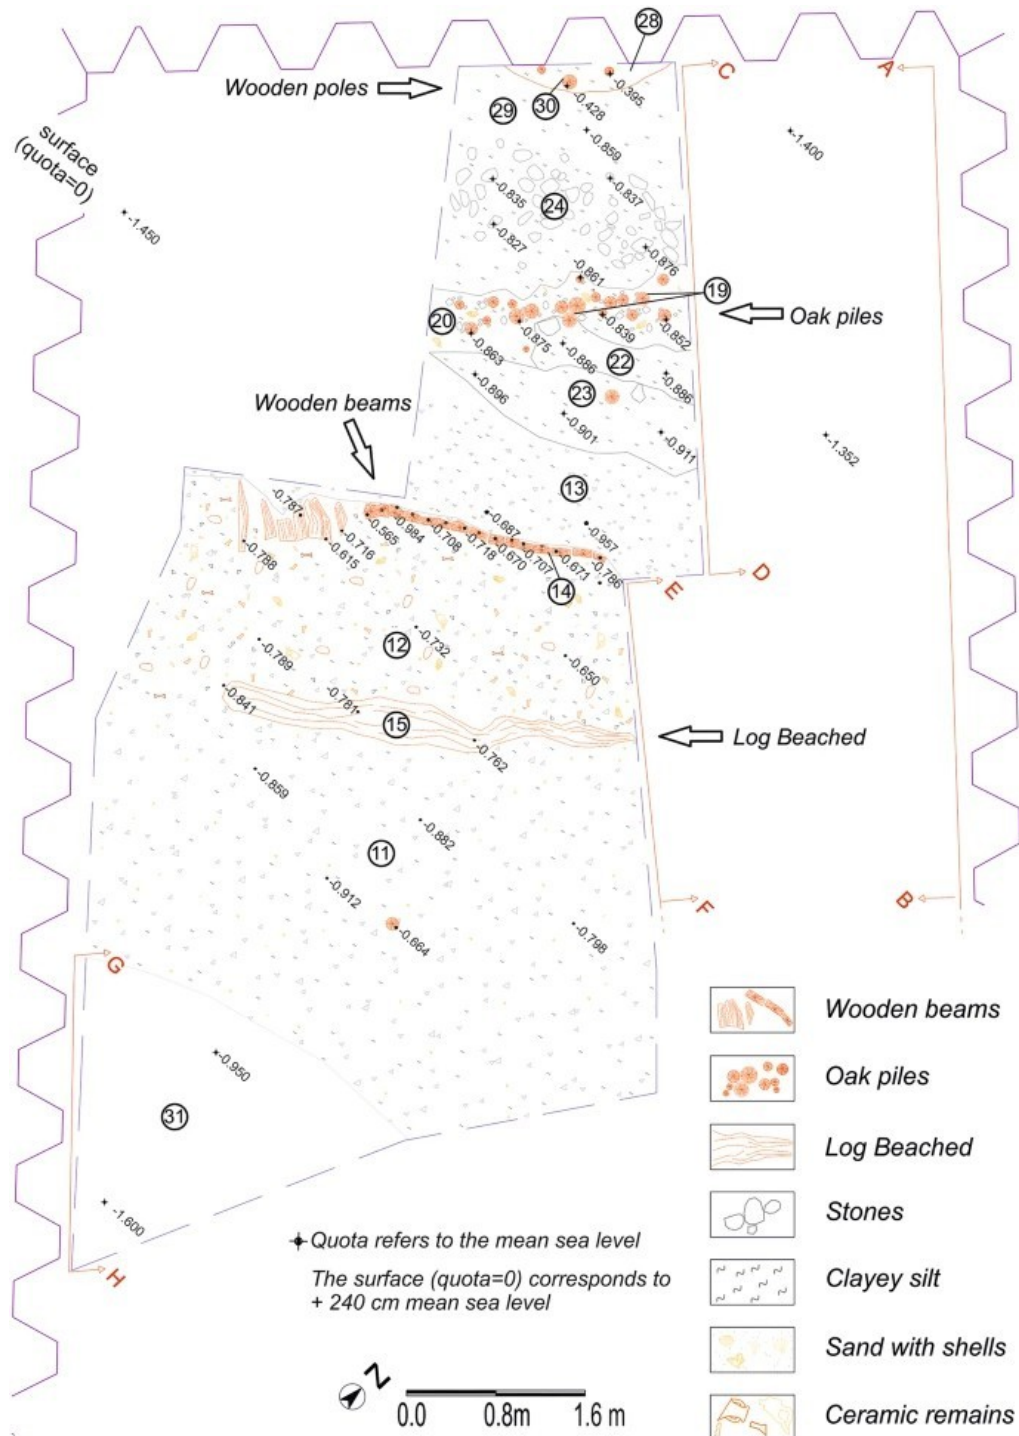 28
Wooden poles
C
A
-0.395
30
-0.428
29
-0.859
-1.400
surface
(quota=0)
-0.835
-0.837
24
-1.450
-0.827
-0.876
-0.861
19
20
Oak piles
-0.839
-0.852
-0.875
-0.863
-0.886
22
-0.886
23
-0.896
Wooden beams
-0.901
-0.911
-1.352
13
-0.787
-0.687
-0.565
-0.984
-0.708
-0.957
-0.716
-0.718
-0.788
-0.615
-0.670
-0.707
-0.673
-0.786
14
E
D
12
-0.732
-0.789
-0.650
-0.841
-0.781
15
Log Beached
-0.762
-0.859
-0.882
11
-0.912
F
B
-0.664
-0.798
G
Wooden beams
-0.950
Oak piles
31
Log Beached
-1.600
Stones
Quota refers to the mean sea level
H
The surface (quota=0) corresponds to
+ 240 cm mean sea level
Clayey silt
Sand with shells
N
0.0 0.8m 1.6 m
Ceramic remains